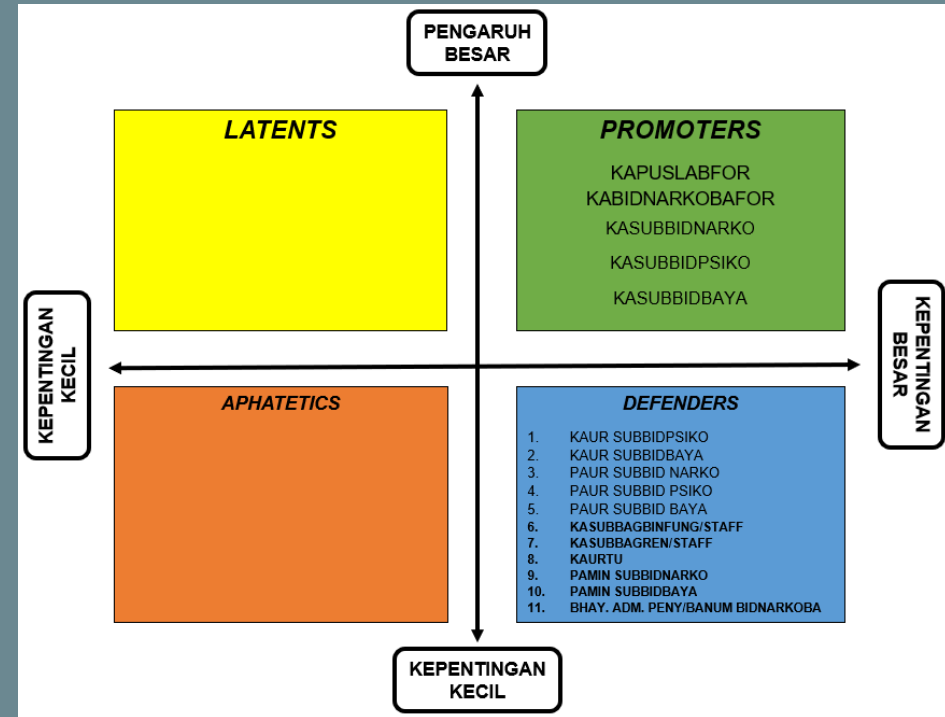 PENGARUH
BESAR
LATENTS
PROMOTERS
KAPUSLABFOR
KABIDNARKOBAFOR
KASUBBIDNARKO
KASUBBIDPSIKO
KASUBBIDBAYA
KEPENTINGAN
KECIL
KEPENTINGAN
BESAR
APHATETICS
DEFENDERS
1. KAUR SUBBIDPSIKO
2. KAUR SUBBIDBAYA
3. PAUR SUBBID NARKO
4. PAUR SUBBID PSIKO
5. PAUR SUBBID BAYA
6. KASUBBAGBINFUNG/STAFF
7. KASUBBAGREN/STAFF
8. KAURTU
9. PAMIN SUBBIDNARKO
10. PAMIN SUBBIDBAYA
11. BHAY. ADM. PENY/BANUM BIDNARKOBA
KEPENTINGAN
KECIL